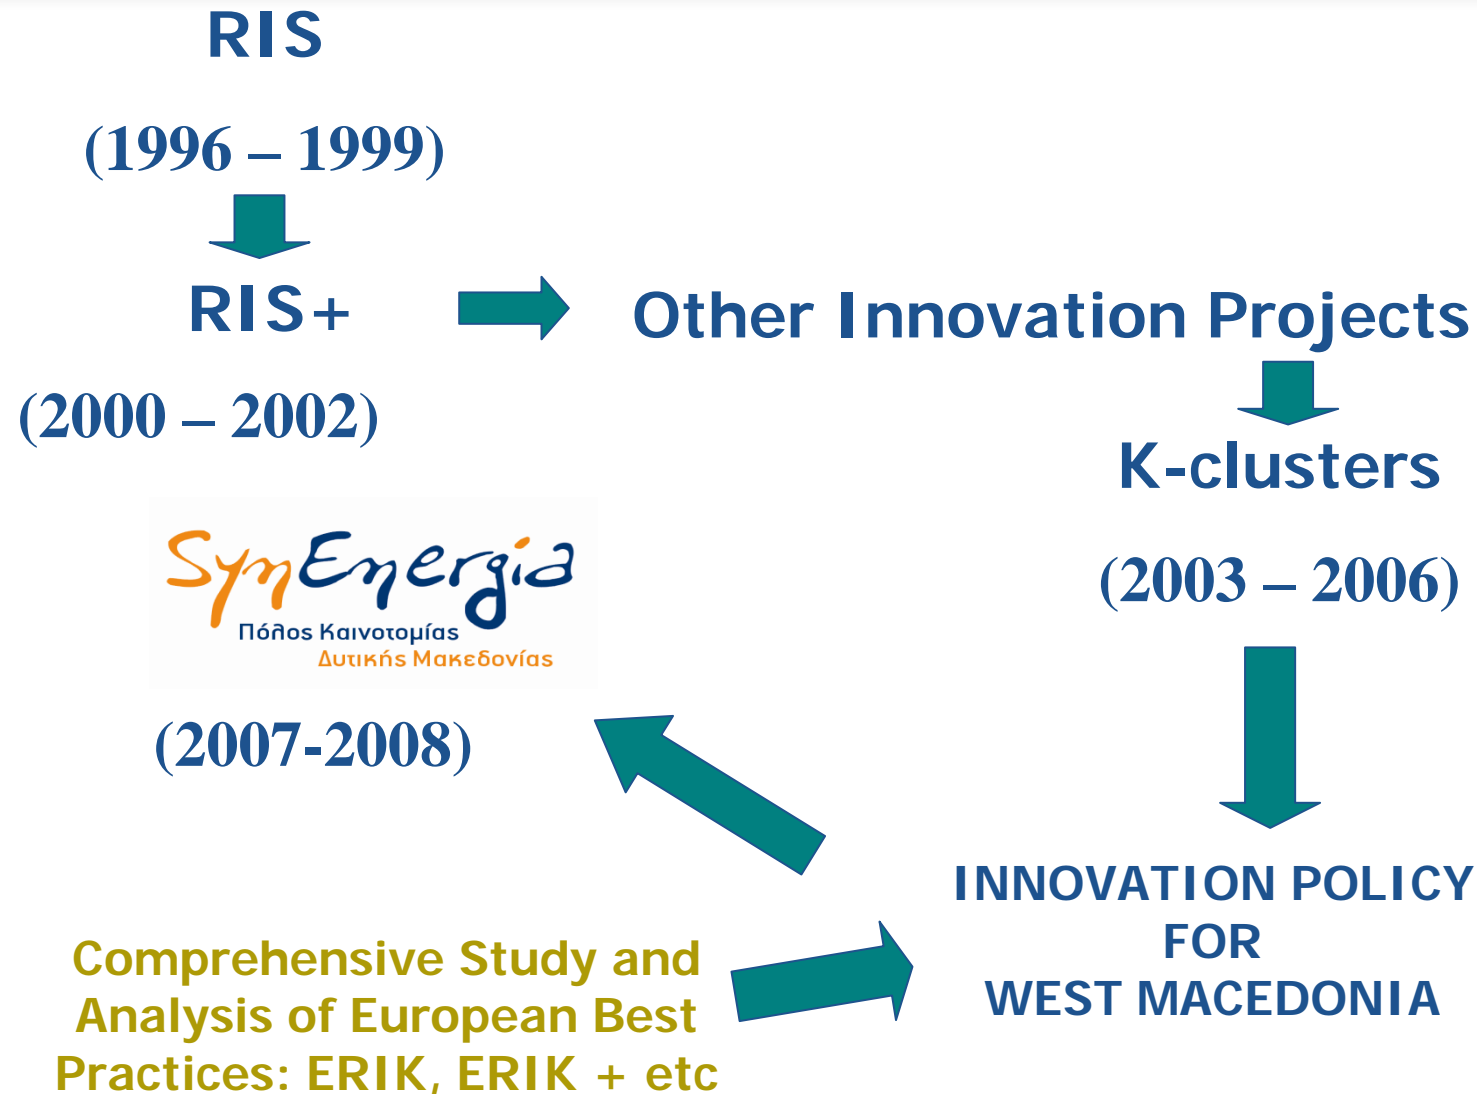 RIS
(1996 – 1999)
RIS+
Other Innovation Projects
(2000 – 2002)
K-clusters
(2003 – 2006)
SynEnergia
Πόλος Καινοτομίας
Δυτικής Μακεδονίας
(2007-2008)
INNOVATION POLICY
FOR
WEST MACEDONIA
Comprehensive Study and
Analysis of European Best
Practices: ERIK, ERIK + etc